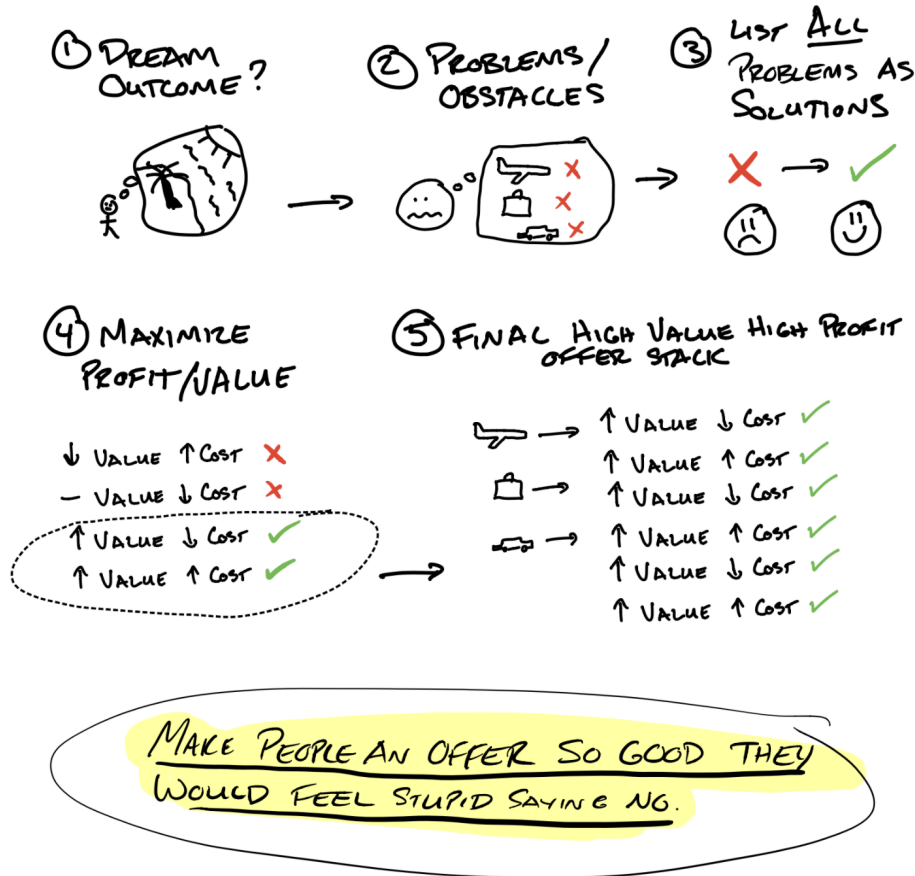 ① DREAM
OUTCOME?
② PROBLEMS/
OBSTACLES
③ LIST ALL
PROBLEMS AS
SOLUTIONS
④ MAXIMIZE
PROFIT/VALUE
↓ VALUE ↑ COST X
– VALUE ↓ COST X
↑ VALUE ↓ COST ✓
↑ VALUE ↑ COST ✓
⑤ FINAL HIGH VALUE HIGH PROFIT
OFFER STACK
↑ VALUE ↓ COST ✓
↑ VALUE ↑ COST ✓
↑ VALUE ↓ COST ✓
↑ VALUE ↑ COST ✓
↑ VALUE ↓ COST ✓
↑ VALUE ↑ COST ✓
MAKE PEOPLE AN OFFER SO GOOD THEY
WOULD FEEL STUPID SAYING NO.